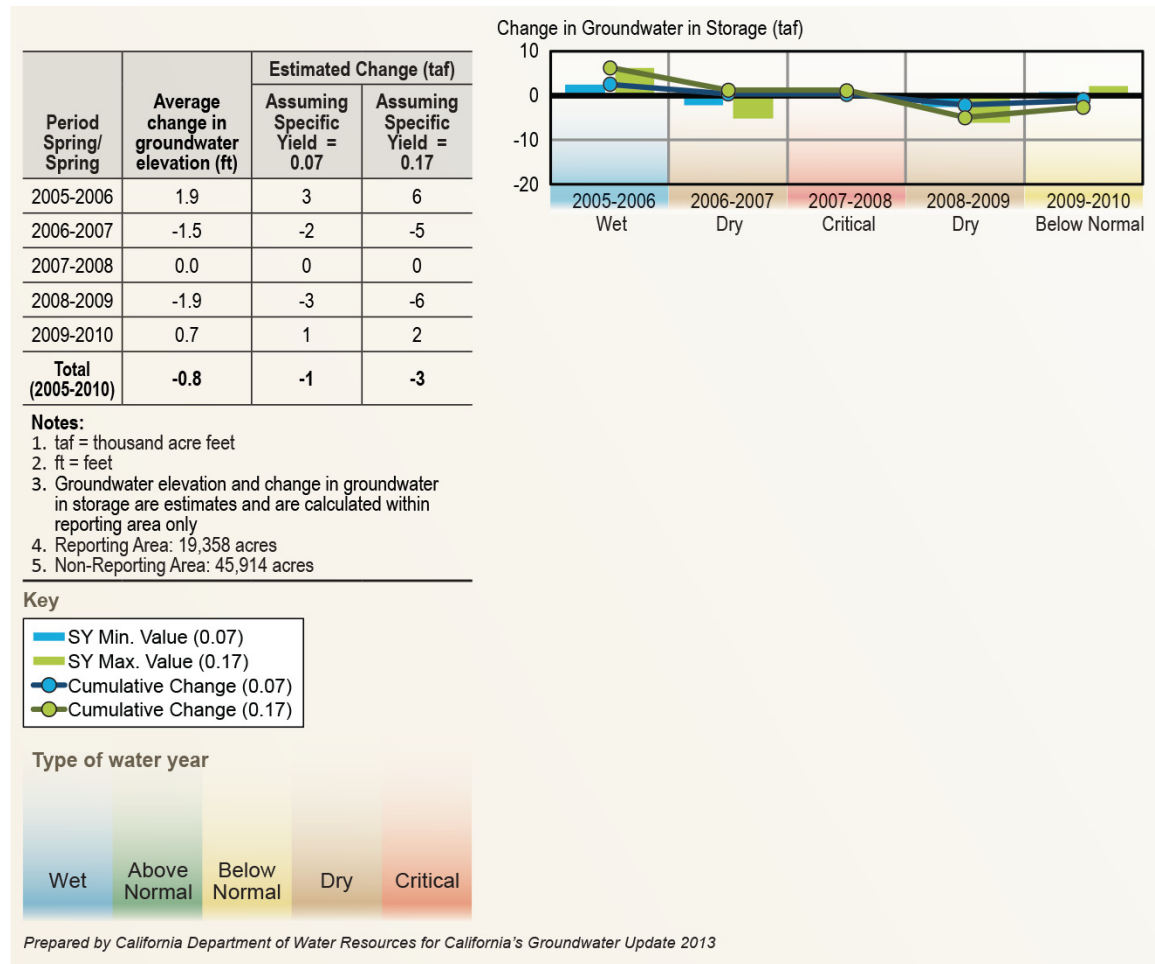 Change in Groundwater in Storage (taf)
Period Spring/ Spring
Average change in groundwater elevation (ft)
Estimated Change (taf)
Assuming Specific Yield = 0.07
Assuming Specific Yield = 0.17
2005-2006 1.9 3 6
2006-2007 -1.5 -2 -5
2007-2008 0.0 0 0
2008-2009 -1.9 -3 -6
2009-2010 0.7 1 2
Total (2005-2010) -0.8 -1 -3
10
0
-10
-20
2005-2006 2006-2007 2007-2008 2008-2009 2009-2010
Wet Dry Critical Dry Below Normal
Notes:
1. taf = thousand acre feet
2. ft = feet
3. Groundwater elevation and change in groundwater
in storage are estimates and are calculated within
reporting area only
4. Reporting Area: 19,358 acres
5. Non-Reporting Area: 45,914 acres
Key
SY Min. Value (0.07)
SY Max. Value (0.17)
Cumulative Change (0.07)
Cumulative Change (0.17)
Type of water year
Wet
Above Normal
Below Normal
Dry
Critical
Prepared by California Department of Water Resources for California's Groundwater Update 2013